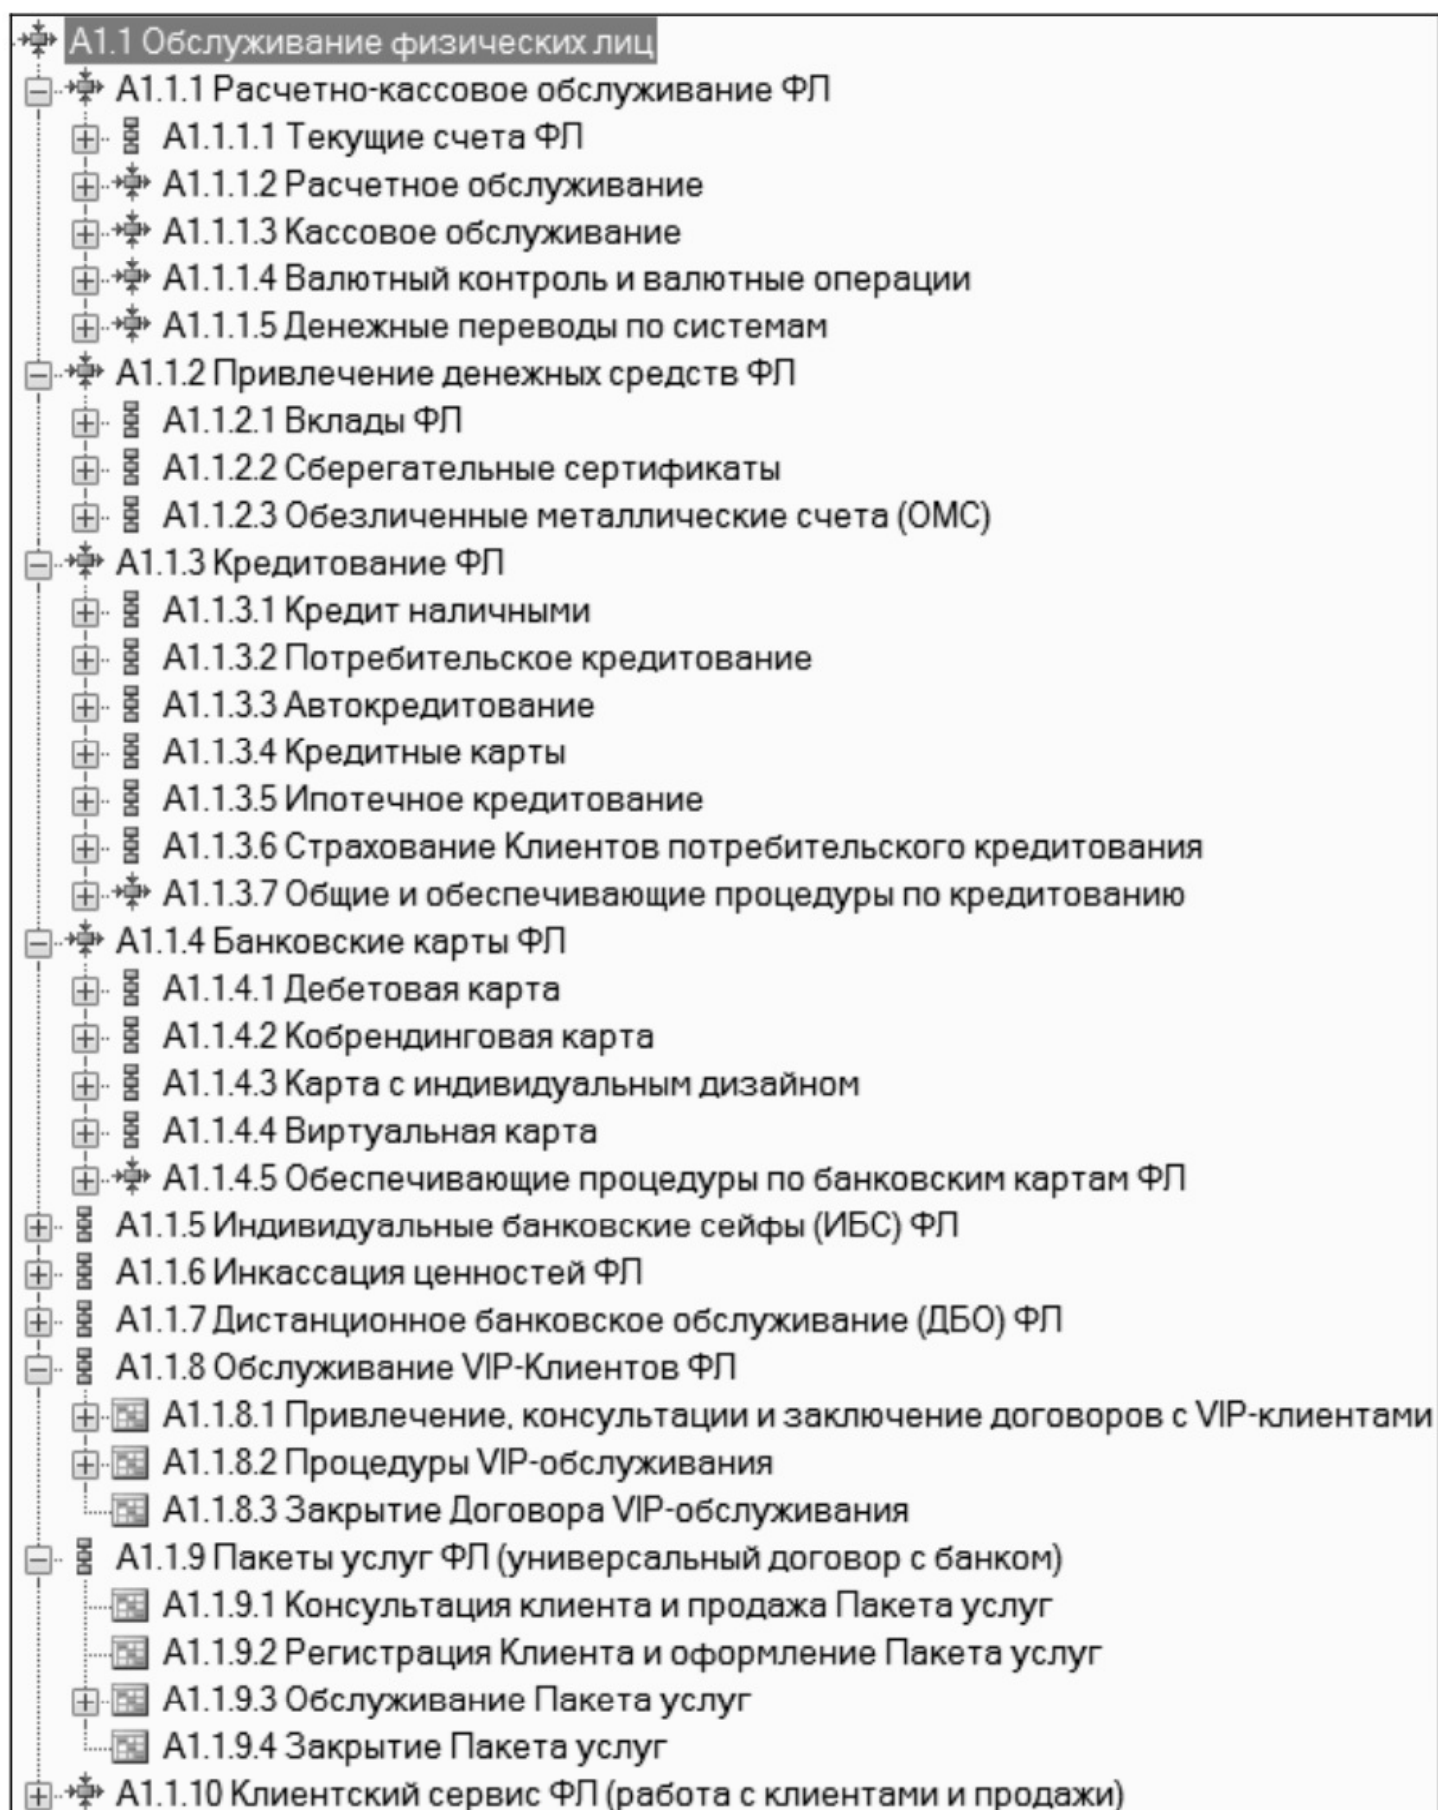 А1.1 Обслуживание физических лиц
А1.1.1 Расчетно-кассовое обслуживание ФЛ
А1.1.1.1 Текущие счета ФЛ
А1.1.1.2 Расчетное обслуживание
А1.1.1.3 Кассовое обслуживание
А1.1.1.4 Валютный контроль и валютные операции
А1.1.1.5 Денежные переводы по системам
А1.1.2 Привлечение денежных средств ФЛ
А1.1.2.1 Вклады ФЛ
А1.1.2.2 Сберегательные сертификаты
А1.1.2.3 Обезличенные металлические счета (ОМС)
А1.1.3 Кредитование ФЛ
А1.1.3.1 Кредит наличными
А1.1.3.2 Потребительское кредитование
А1.1.3.3 Автокредитование
А1.1.3.4 Кредитные карты
А1.1.3.5 Ипотечное кредитование
А1.1.3.6 Страхование Клиентов потребительского кредитования
А1.1.3.7 Общие и обеспечивающие процедуры по кредитованию
А1.1.4 Банковские карты ФЛ
А1.1.4.1 Дебетовая карта
А1.1.4.2 Кобрендинговая карта
А1.1.4.3 Карта с индивидуальным дизайном
А1.1.4.4 Виртуальная карта
А1.1.4.5 Обеспечивающие процедуры по банковским картам ФЛ
А1.1.5 Индивидуальные банковские сейфы (ИБС) ФЛ
А1.1.6 Инкассация ценностей ФЛ
А1.1.7 Дистанционное банковское обслуживание (ДБО) ФЛ
А1.1.8 Обслуживание VIP-Клиентов ФЛ
А1.1.8.1 Привлечение, консультации и заключение договоров с VIP-клиентами
А1.1.8.2 Процедуры VIP-обслуживания
А1.1.8.3 Закрытие Договора VIP-обслуживания
А1.1.9 Пакеты услуг ФЛ (универсальный договор с банком)
А1.1.9.1 Консультация клиента и продажа Пакета услуг
А1.1.9.2 Регистрация Клиента и оформление Пакета услуг
А1.1.9.3 Обслуживание Пакета услуг
А1.1.9.4 Закрытие Пакета услуг
А1.1.10 Клиентский сервис ФЛ (работа с клиентами и продажи)